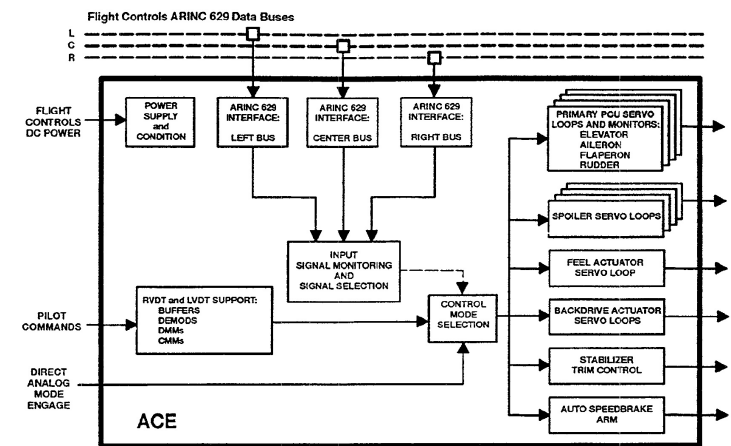 Flight Controls ARINC 629 Data Buses
L
C
R
FLIGHT
CONTROLS
DC POWER
POWER
SUPPLY
and
CONDITION
ARINC 629
INTERFACE:
LEFT BUS
ARINC 629
INTERFACE:
CENTER BUS
ARINC 629
INTERFACE:
RIGHT BUS
PRIMARY PCU SERVO
LOOPS AND MONITORS:
ELEVATOR
AILERON
FLAPERON
RUDDER
SPOILER SERVO LOOPS
INPUT
SIGNAL MONITORING
AND
SIGNAL SELECTION
FEEL ACTUATOR
SERVO LOOP
PILOT
COMMANDS
RVDT and LVDT SUPPORT:
BUFFERS
DEMODS
DMMs
CMMs
CONTROL
MODE
SELECTION
BACKDRIVE ACTUATOR
SERVO LOOPS
STABILIZER
TRIM CONTROL
DIRECT
ANALOG
MODE
ENGAGE
AUTO SPEEDBRAKE
ARM
ACE